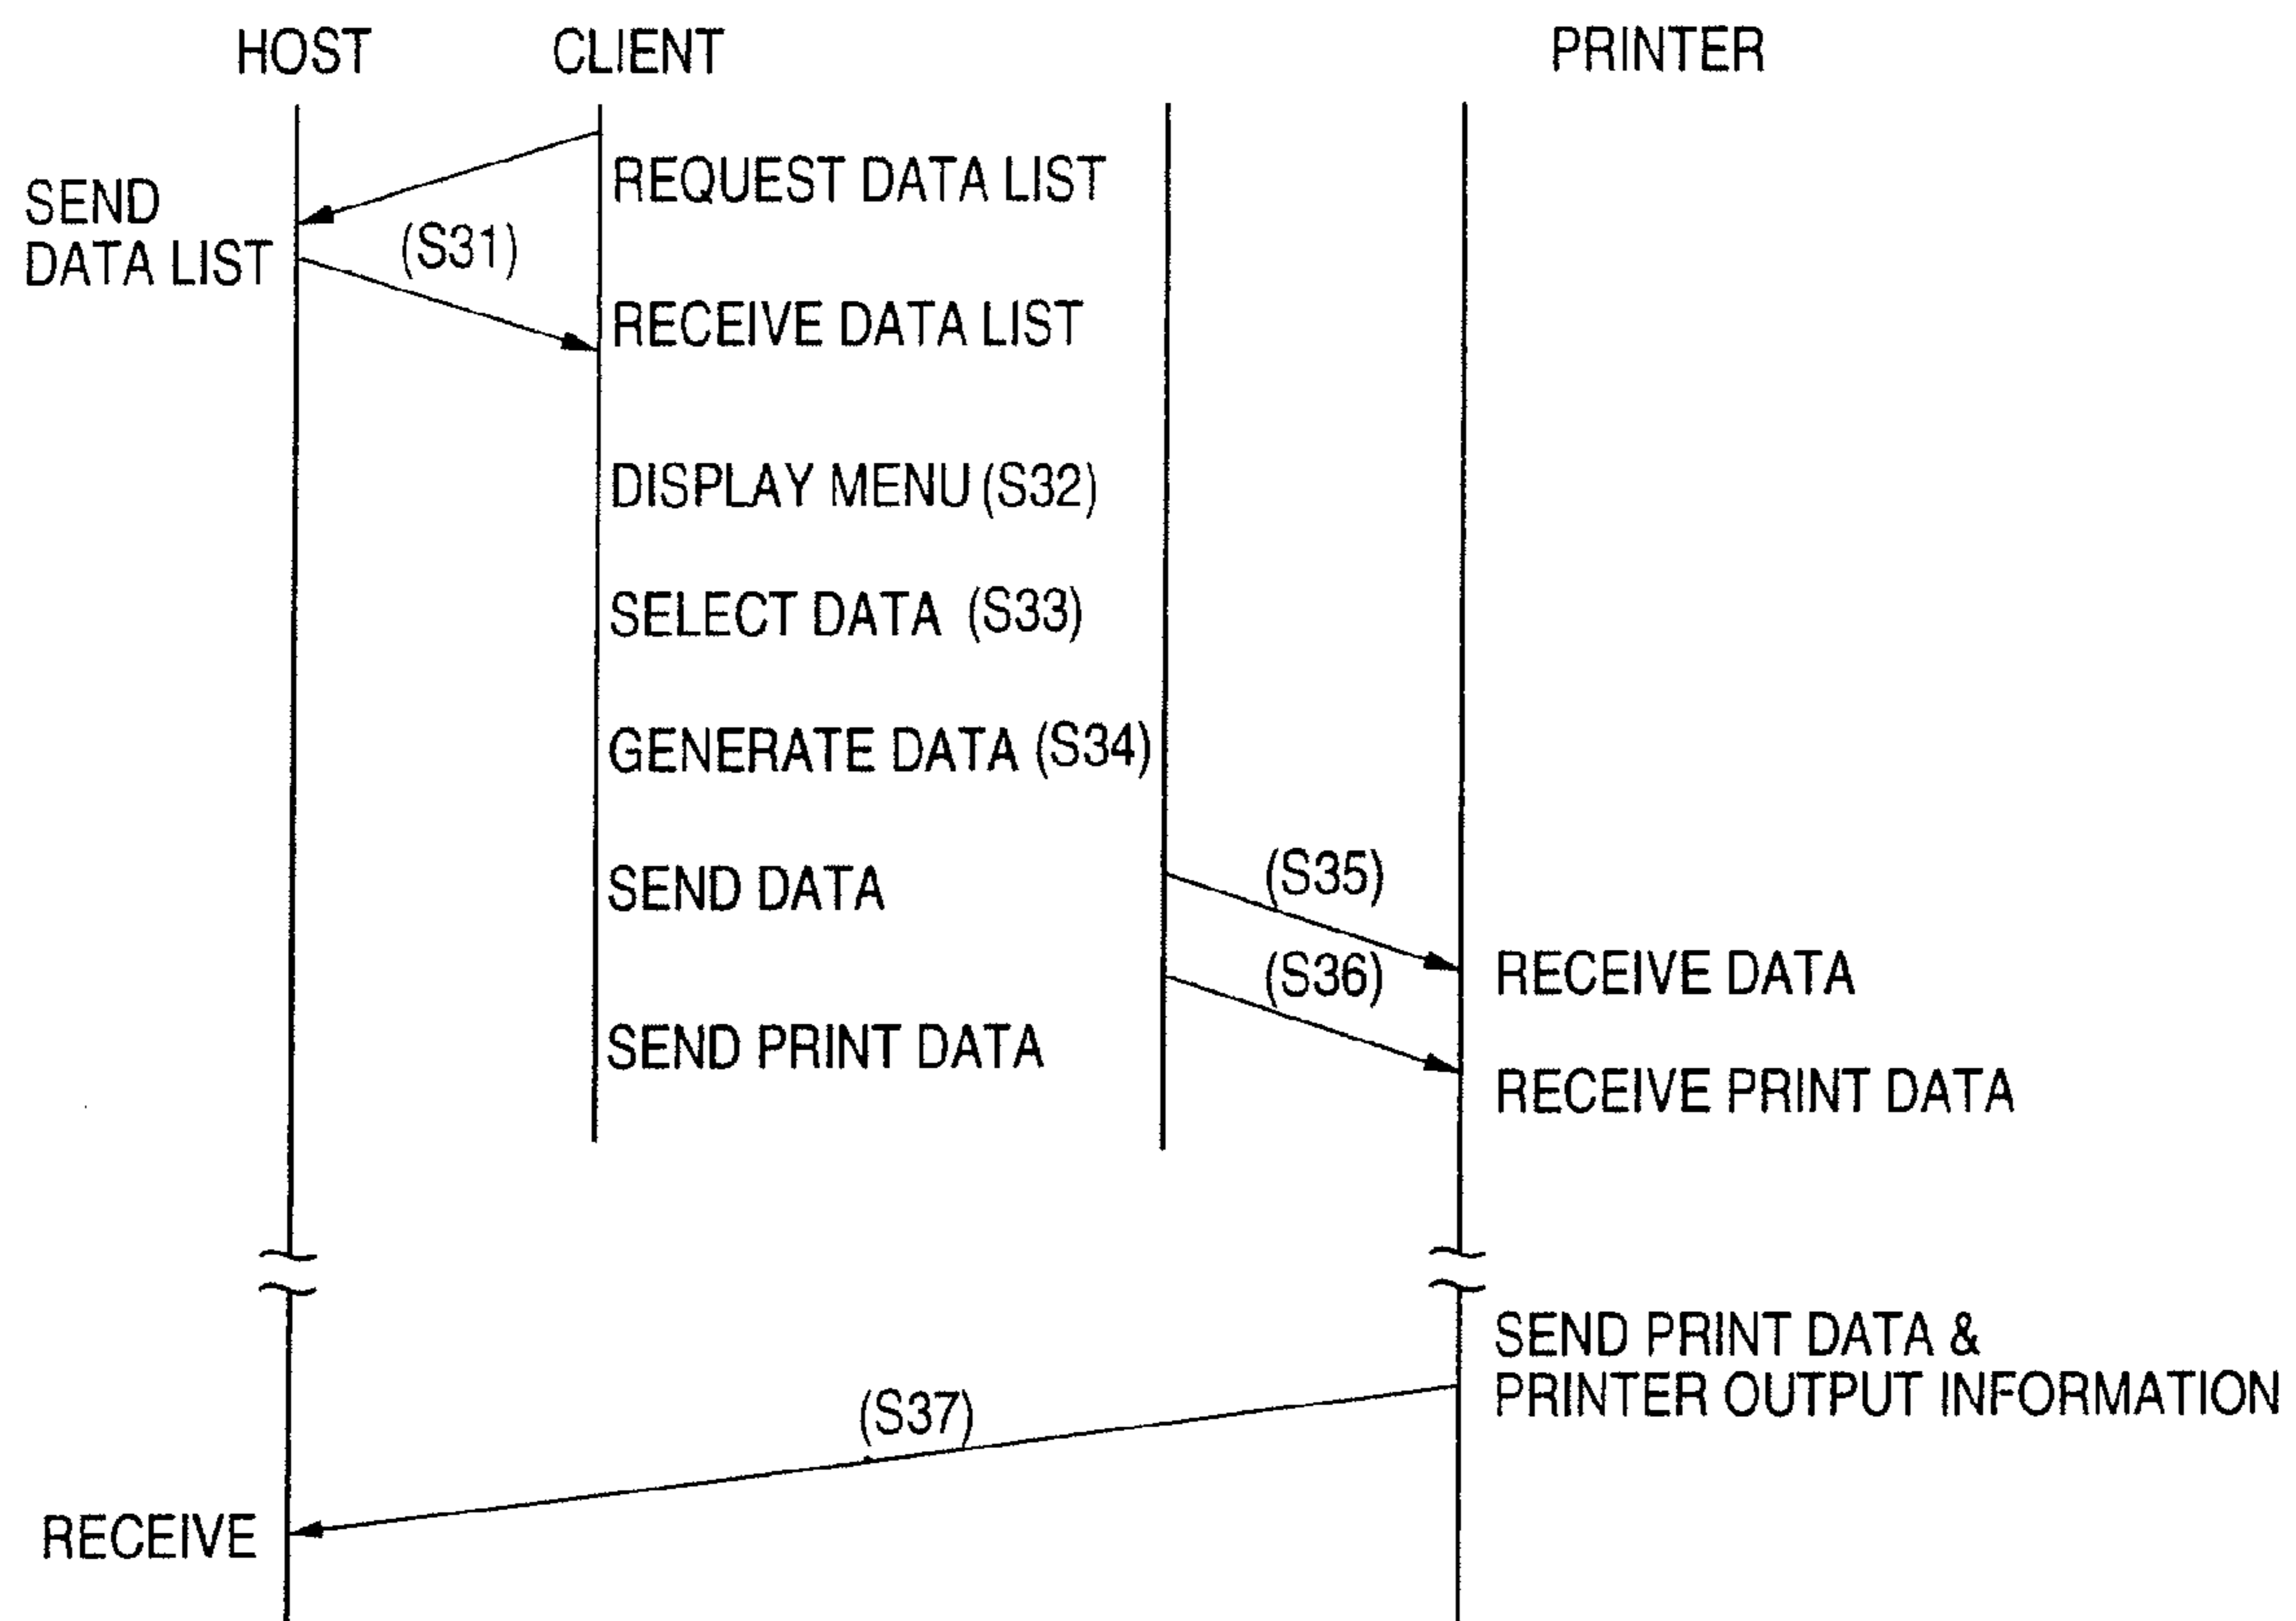 HOST CLIENT PRINTER
REQUEST DATA LIST
SEND
DATA LIST
(S31)
RECEIVE DATA LIST
DISPLAY MENU (S32)
SELECT DATA (S33)
GENERATE DATA (S34)
SEND DATA
(S35)
RECEIVE DATA
(S36)
SEND PRINT DATA
RECEIVE PRINT DATA
SEND PRINT DATA &
PRINTER OUTPUT INFORMATION
(S37)
RECEIVE